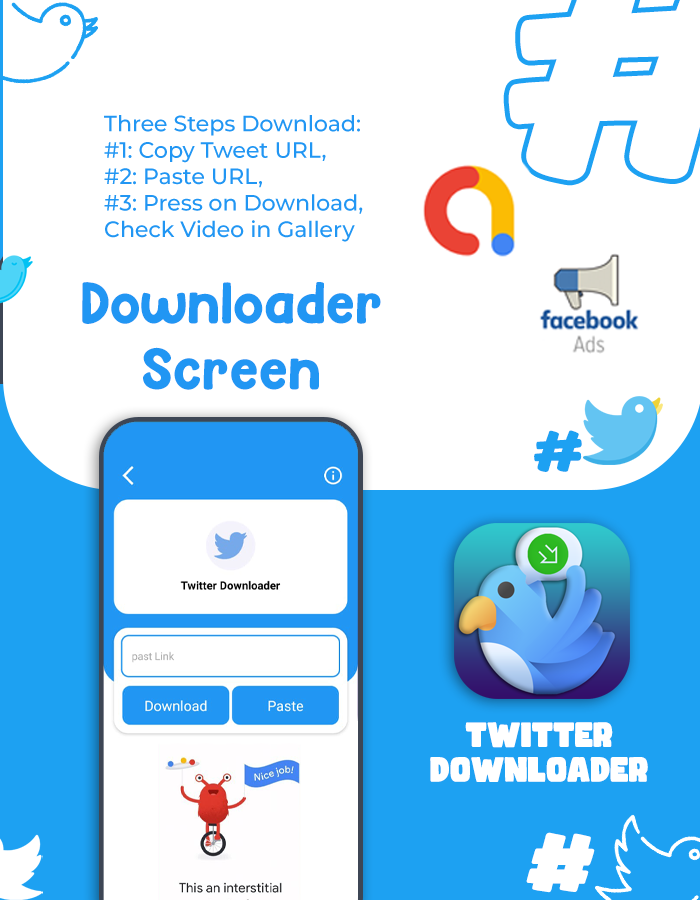 Three Steps Download:
#1: Copy Tweet URL,
#2: Paste URL,
#3: Press on Download,
Check Video in Gallery
Downloader
Screen
facebook
Ads
#
#
Twitter Downloader
past Link
Download
Paste
Nice job!
This an interstitial
TWITTER
DOWNLOADER
#